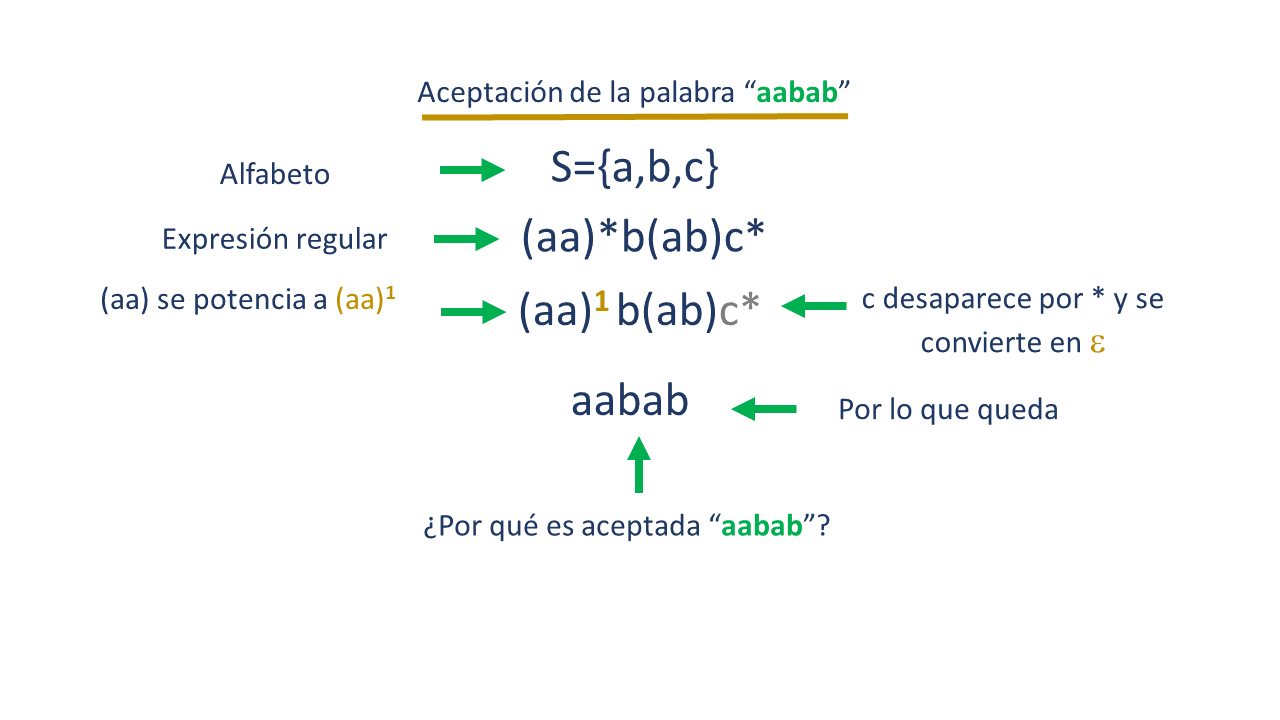 Aceptación de la palabra “aabab”
Alfabeto
S={a,b,c}
Expresión regular
(aa)*b(ab)c*
(aa) se potencia a (aa)¹
(aa)¹ b(ab)c*
c desaparece por * y se
convierte en ε
aabab
Por lo que queda
¿Por qué es aceptada “aabab”?